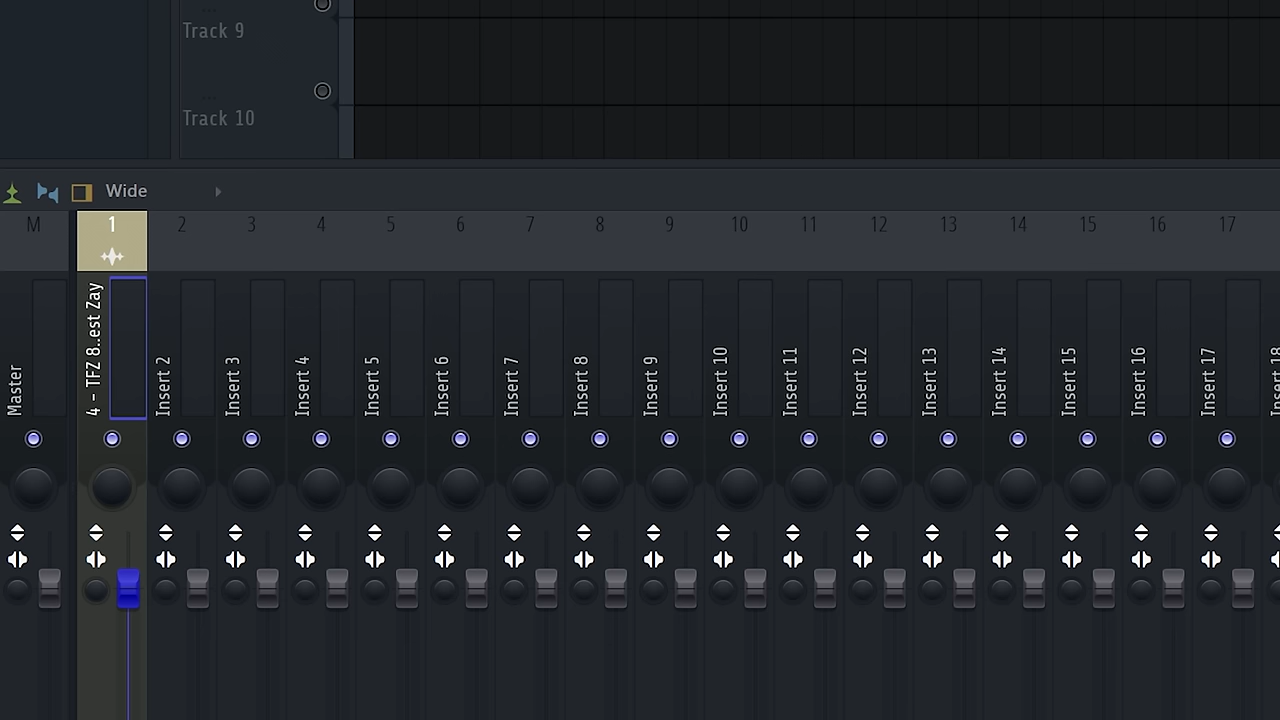 Track 9
Track 10
Wide
M
1
2
3
4
5
6
7
8
9
10
11
12
13
14
15
16
17
Master
4 - TFZ 8..est Zay
Insert 2
Insert 3
Insert 4
Insert 5
Insert 6
Insert 7
Insert 8
Insert 9
Insert 10
Insert 11
Insert 12
Insert 13
Insert 14
Insert 15
Insert 16
Insert 17
Insert 18